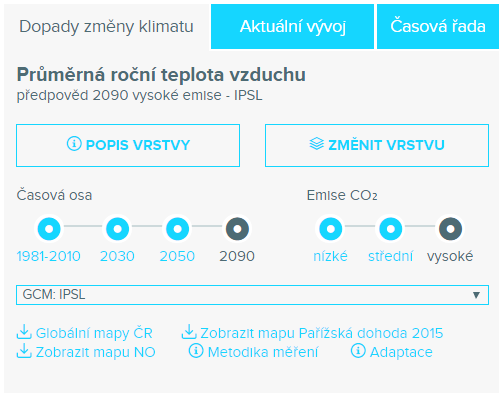 Dopady změny klimatu Aktuální vývoj Časová řada
Průměrná roční teplota vzduchu
předpověd 2090 vysoké emise - IPSL
POPIS VRSTVY ZMĚNIT VRSTVU
Časová osa Emise CO₂
1981-2010 2030 2050 2090 nízké střední vysoké
GCM: IPSL
Globální mapy ČR Zobrazit mapu Pařížská dohoda 2015
Zobrazit mapu NO Metodika měření Adaptace